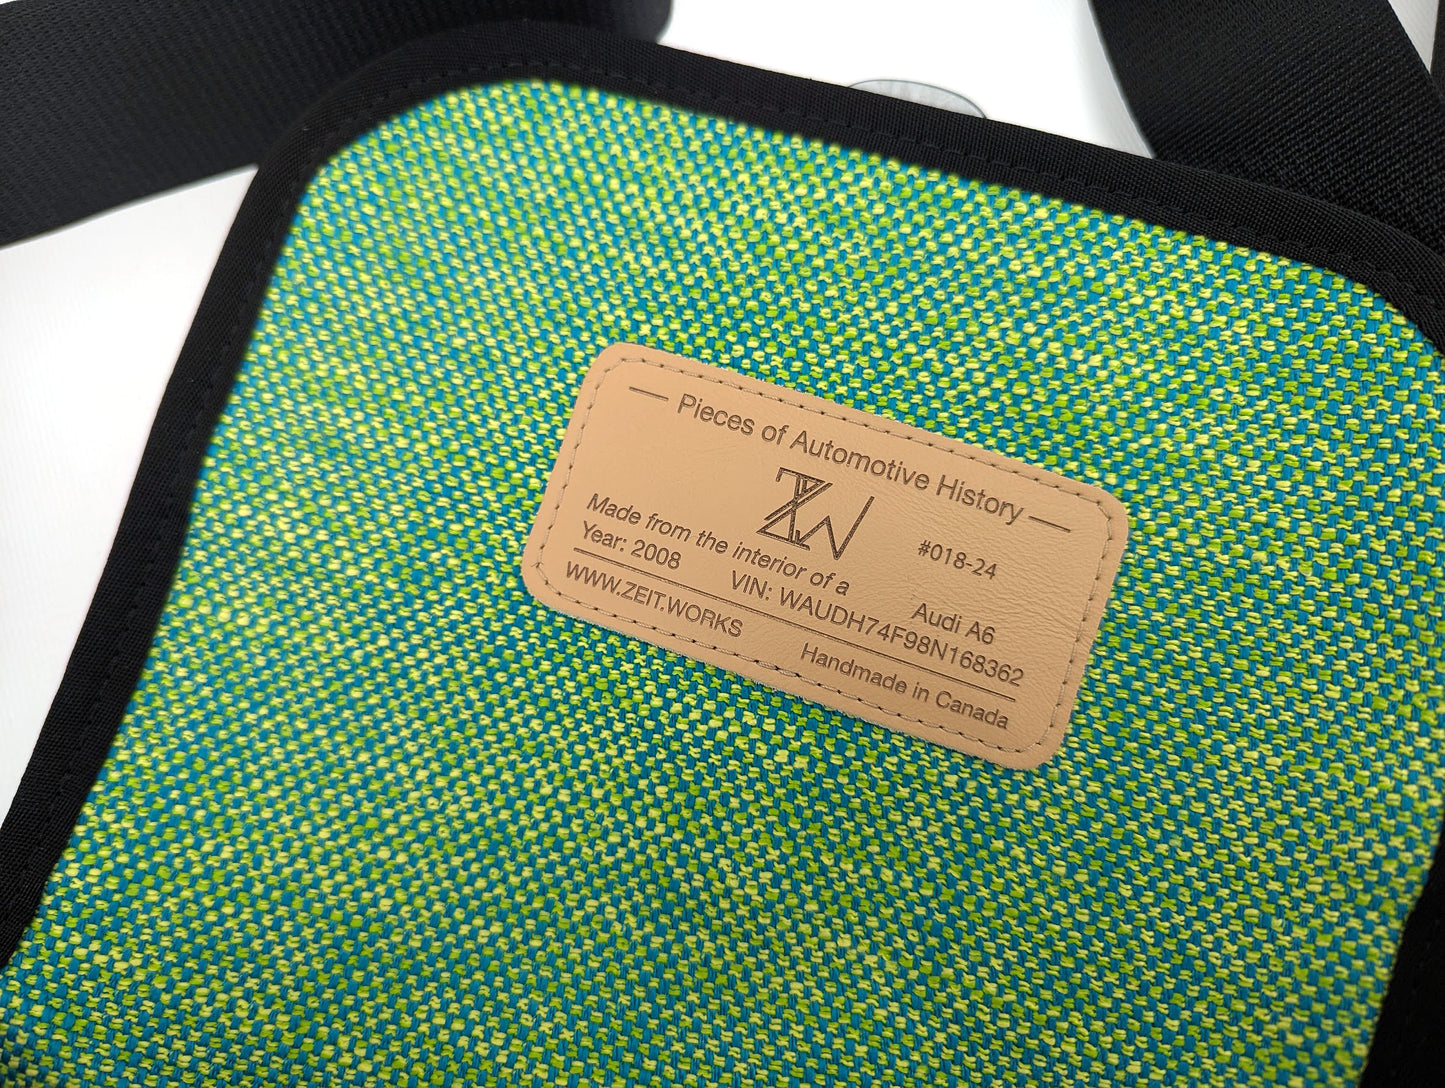 Pieces of Automotive History
ZW
#018-24
Made from the interior of a Audi A6
Year: 2008 VIN: WAUDH74F98N168362
WWW.ZEIT.WORKS Handmade in Canada